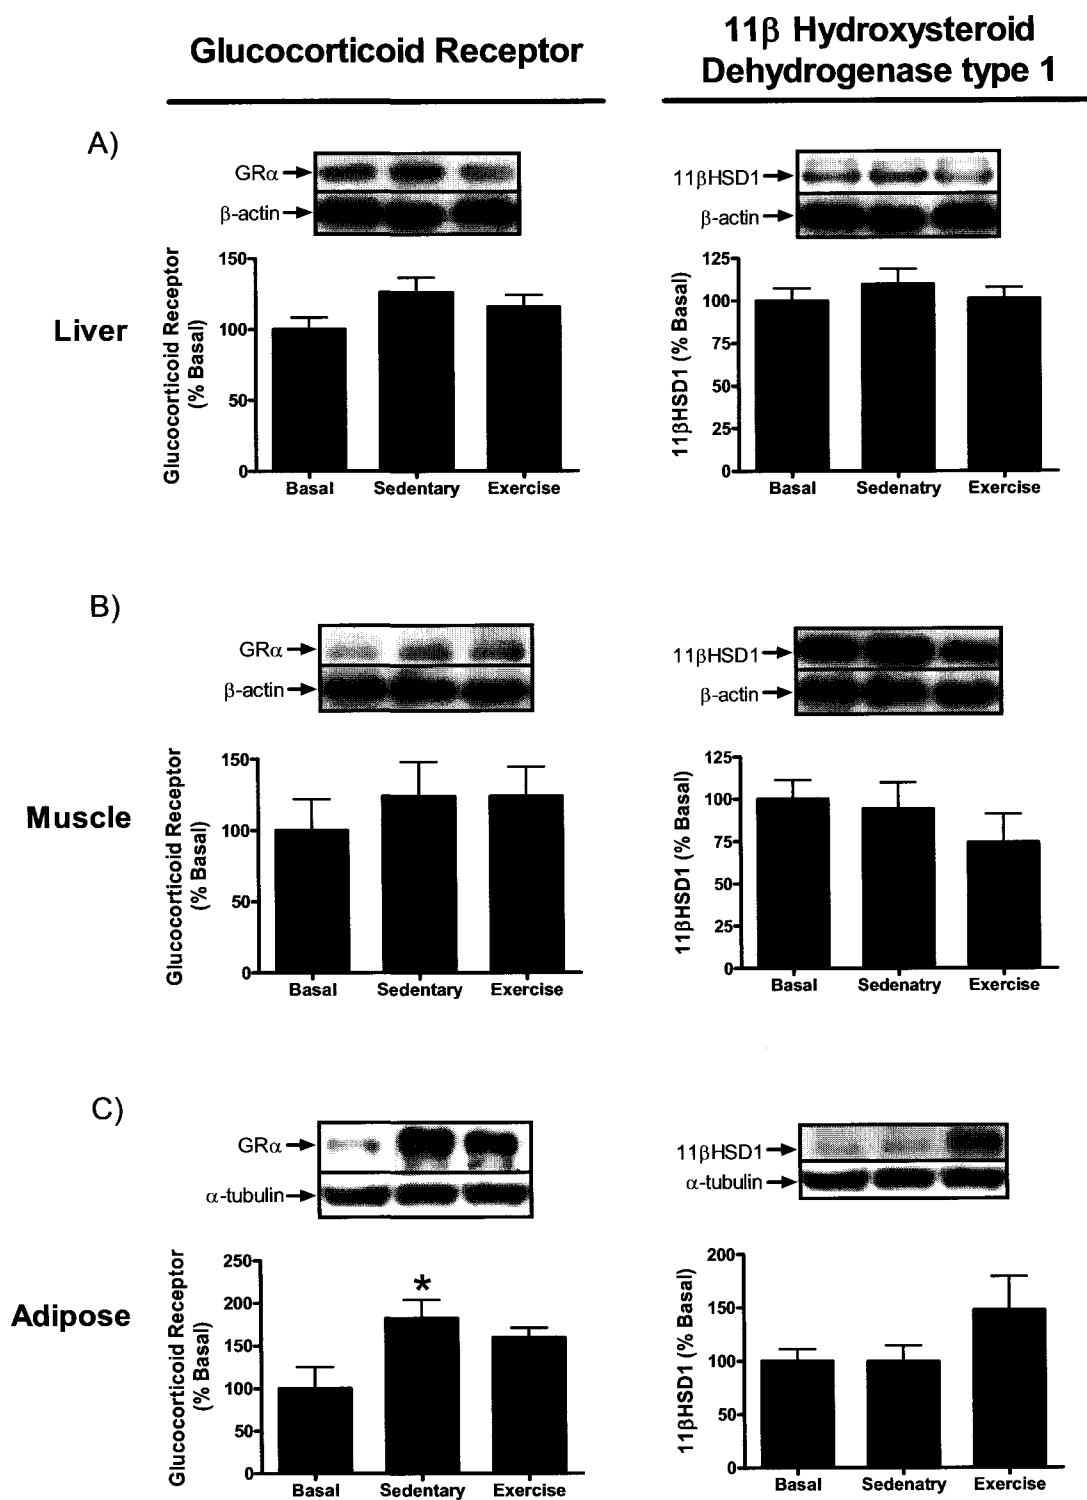 Glucocorticoid Receptor
11β Hydroxysteroid
Dehydrogenase type 1
A)
GRα
β-actin
11βHSD1
β-actin
Liver
Glucocorticoid Receptor
(% Basal)
150
100
50
0
Basal Sedentary Exercise
11βHSD1 (% Basal)
125
100
75
50
25
0
Basal Sedenatry Exercise
B)
GRα
β-actin
11βHSD1
β-actin
Muscle
Glucocorticoid Receptor
(% Basal)
150
100
50
0
Basal Sedentary Exercise
11βHSD1 (% Basal)
125
100
75
50
25
0
Basal Sedenatry Exercise
C)
GRα
α-tubulin
11βHSD1
α-tubulin
Adipose
Glucocorticoid Receptor
(% Basal)
250
200
150
100
50
0
*
Basal Sedentary Exercise
11βHSD1 (% Basal)
200
150
100
50
0
Basal Sedenatry Exercise